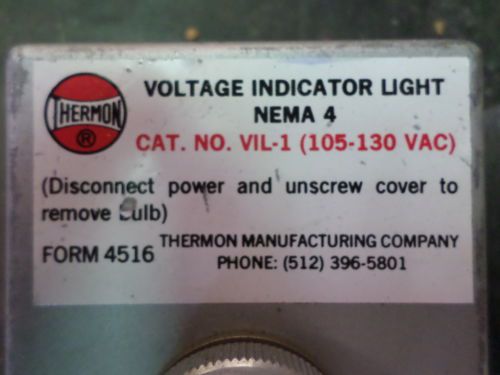 THERMON
®
VOLTAGE INDICATOR LIGHT
NEMA 4
CAT. NO. VIL-1 (105-130 VAC)
(Disconnect power and unscrew cover to
remove bulb)
FORM 4516
THERMON MANUFACTURING COMPANY
PHONE: (512) 396-5801